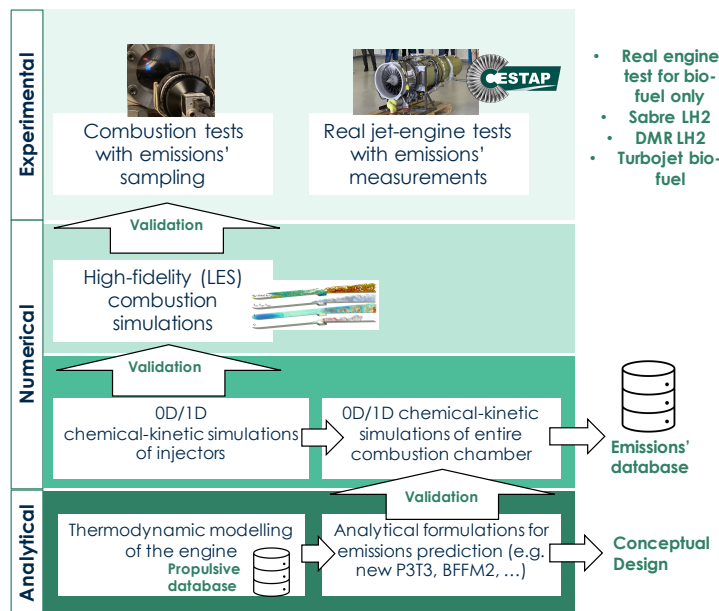 Experimental
CESTAP
Combustion tests
with emissions'
sampling
Real jet-engine tests
with emissions'
measurements
• Real engine
test for bio-
fuel only
• Sabre LH2
• DMR LH2
• Turbojet bio-
fuel
Validation
Numerical
High-fidelity (LES)
combustion
simulations
Validation
0D/1D
chemical-kinetic simulations
of injectors
0D/1D chemical-kinetic
simulations of entire
combustion chamber
Emissions'
database
Validation
Analytical
Thermodynamic modelling
of the engine
Propulsive
database
Analytical formulations for
emissions prediction (e.g.
new P3T3, BFFM2, …)
Conceptual
Design